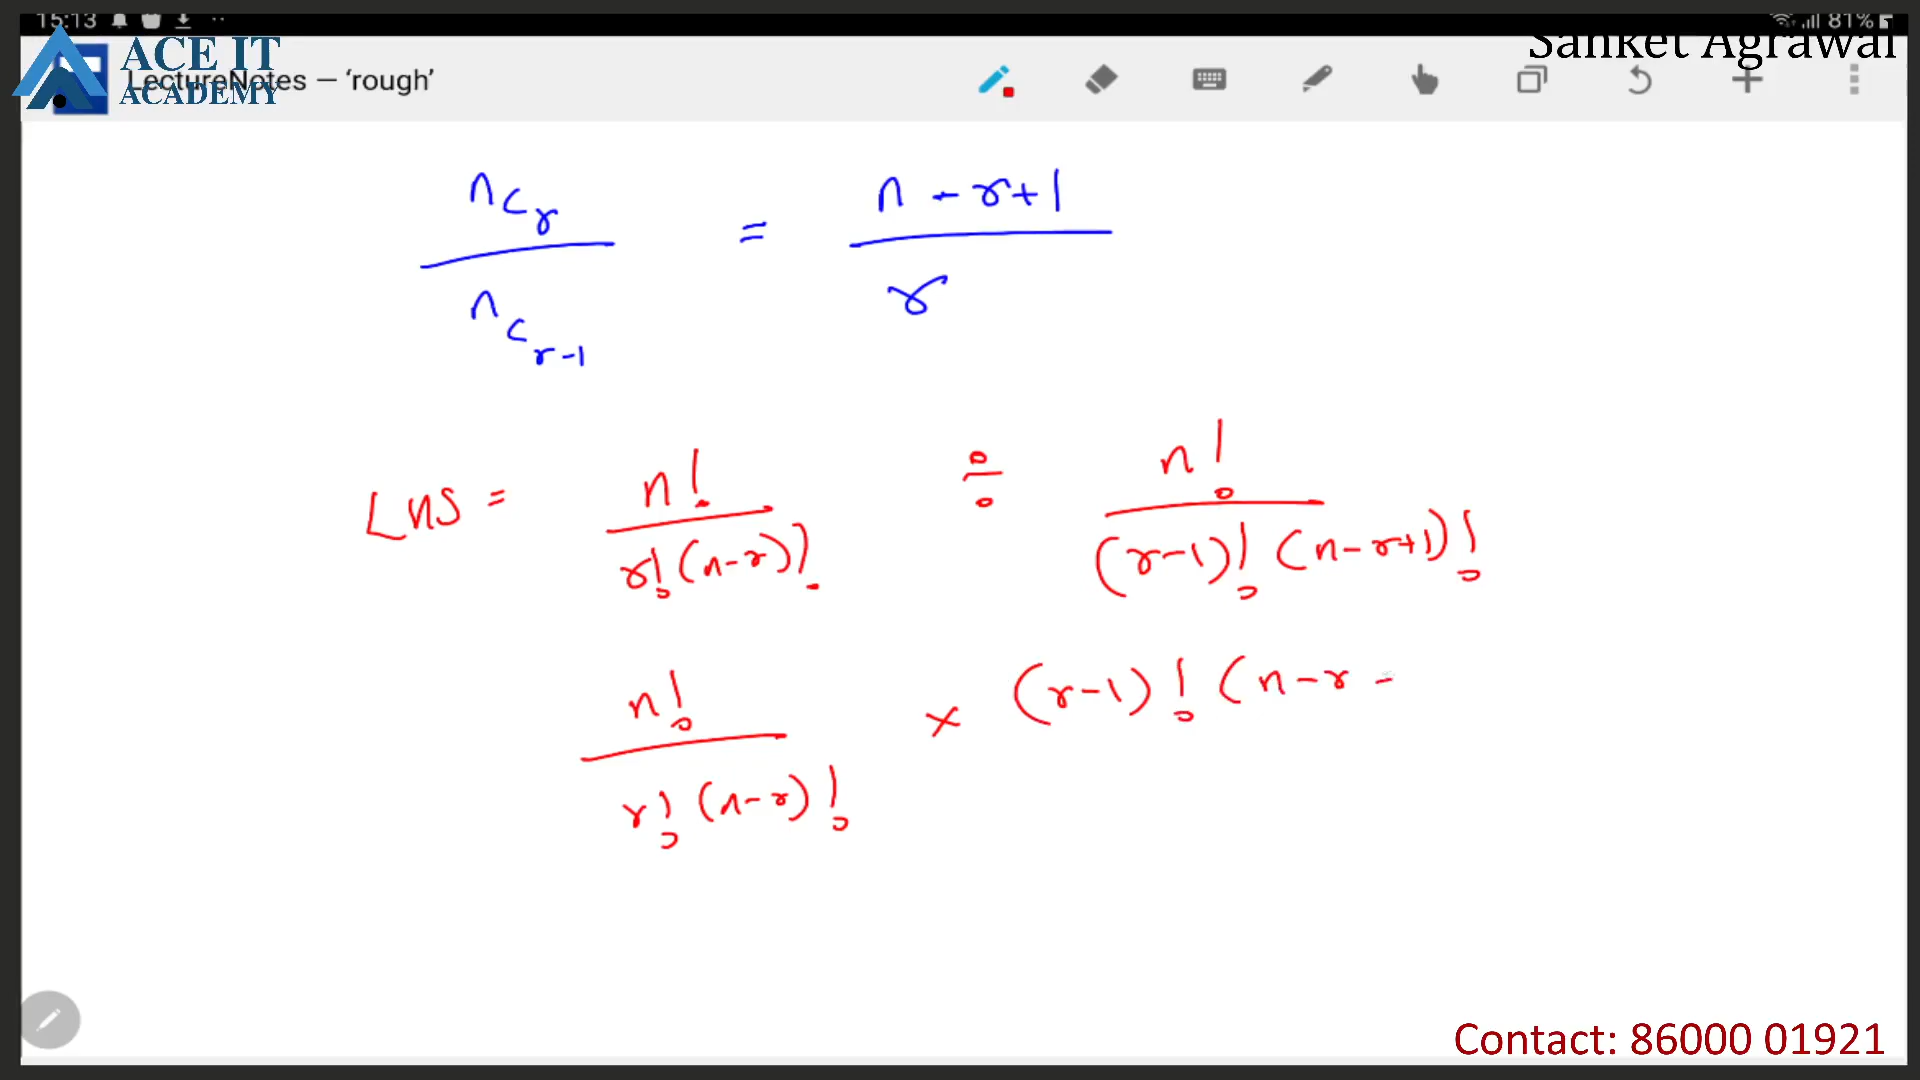 15:13 81%
Sanket Agrawal
ACE IT
ACADEMY
LectureNotes — ‘rough’
nCr / nCr-1 = n - r+1 / r
LHS = n! / r!(n-r)! ÷ n! / (r-1)! (n-r+1)!
n! / r! (n-r)! × (r-1)! (n-r -
Contact: 86000 01921